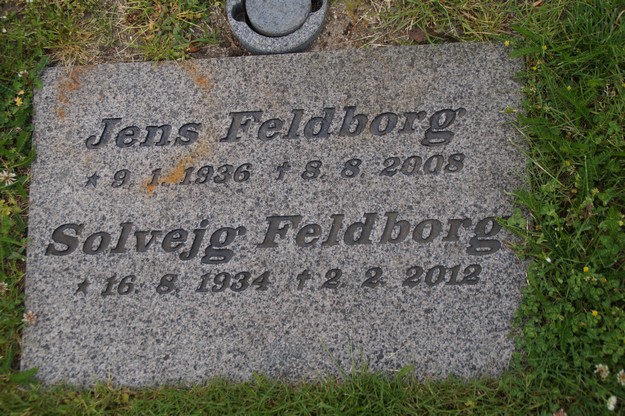 Jens Feldborg
* 9. 1. 1936 † 8. 8. 2008
Solvejg Feldborg
* 16. 8. 1934 † 2. 2. 2012